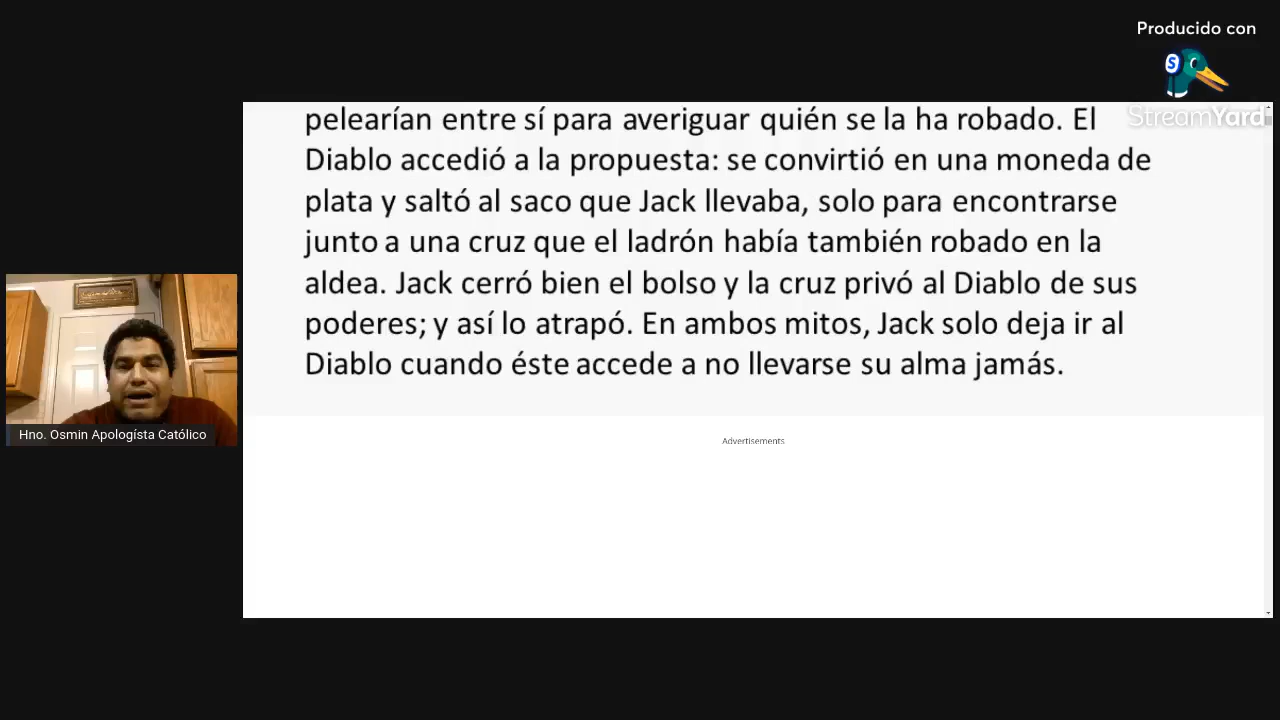 Producido con
StreamYard
pelearían entre sí para averiguar quién se la ha robado. El
Diablo accedió a la propuesta: se convirtió en una moneda de
plata y saltó al saco que Jack llevaba, solo para encontrarse
junto a una cruz que el ladrón había también robado en la
aldea. Jack cerró bien el bolso y la cruz privó al Diablo de sus
poderes; y así lo atrapó. En ambos mitos, Jack solo deja ir al
Diablo cuando éste accede a no llevarse su alma jamás.
Advertisements
Hno. Osmin Apologísta Católico